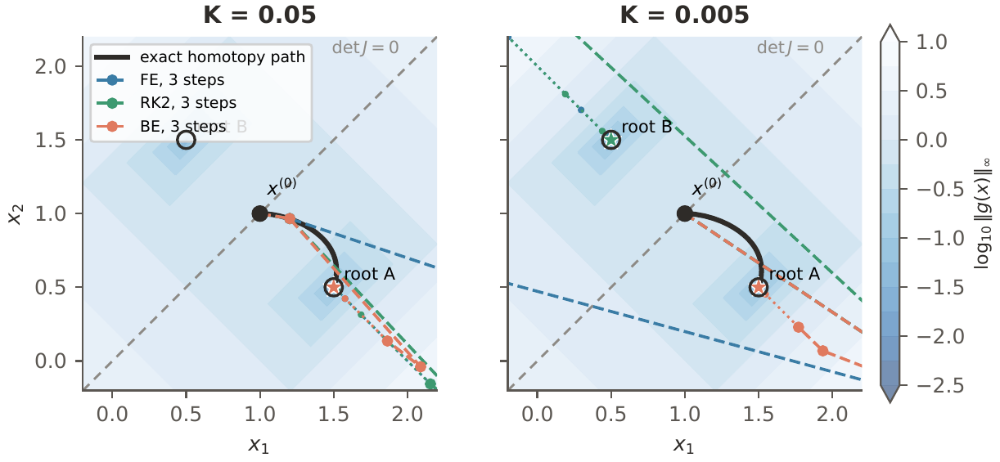 K = 0.05
K = 0.005
det J = 0
det J = 0
exact homotopy path
FE, 3 steps
RK2, 3 steps
BE, 3 steps
root B
root B
x⁽⁰⁾
x⁽⁰⁾
root A
root A
2.0
1.5
1.0
0.5
0.0
x₂
0.0 0.5 1.0 1.5 2.0
0.0 0.5 1.0 1.5 2.0
x₁
x₁
1.0
0.5
0.0
−0.5
−1.0
−1.5
−2.0
−2.5
log₁₀ ‖g(x)‖∞